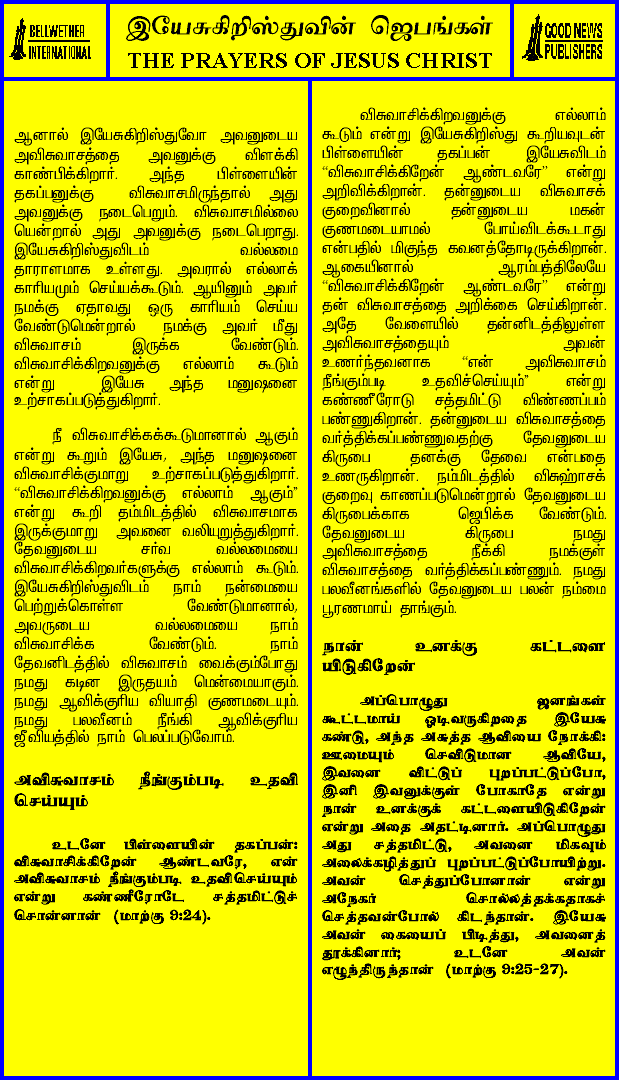 BELLWETHER
INTERNATIONAL
இயேசுகிறிஸ்துவின் ஜெபங்கள்
THE PRAYERS OF JESUS CHRIST
GOOD NEWS
PUBLISHERS
ஆனால் இயேசுகிறிஸ்துவோ அவனுடைய
அவிசுவாசத்தை அவனுக்கு விளக்கி
காண்பிக்கிறார். அந்த பிள்ளையின்
தகப்பனுக்கு விசுவாசமிருந்தால் அது
அவனுக்கு நடைபெறும். விசுவாசமில்லை
யென்றால் அது அவனுக்கு நடைபெறாது.
இயேசுகிறிஸ்துவிடம் வல்லமை
தாராளமாக உள்ளது. அவரால் எல்லாக்
காரியமும் செய்யக்கூடும். ஆயினும் அவர்
நமக்கு ஏதாவது ஒரு காரியம் செய்ய
வேண்டுமென்றால் நமக்கு அவர் மீது
விசுவாசம் இருக்க வேண்டும்.
விசுவாசிக்கிறவனுக்கு எல்லாம் கூடும்
என்று இயேசு அந்த மனுஷனை
உற்சாகப்படுத்துகிறார்.
நீ விசுவாசிக்கக்கூடுமானால் ஆகும்
என்று கூறும் இயேசு, அந்த மனுஷனை
விசுவாசிக்குமாறு உற்சாகப்படுத்துகிறார்.
“விசுவாசிக்கிறவனுக்கு எல்லாம் ஆகும்”
என்று கூறி தம்மிடத்தில் விசுவாசமாக
இருக்குமாறு அவனை வலியுறுத்துகிறார்.
தேவனுடைய சர்வ வல்லமையை
விசுவாசிக்கிறவர்களுக்கு எல்லாம் கூடும்.
இயேசுகிறிஸ்துவிடம் நாம் நன்மையை
பெற்றுக்கொள்ள வேண்டுமானால்,
அவருடைய வல்லமையை நாம்
விசுவாசிக்க வேண்டும். நாம்
தேவனிடத்தில் விசுவாசம் வைக்கும்போது
நமது கடின இருதயம் மென்மையாகும்.
நமது ஆவிக்குரிய வியாதி குணமடையும்.
நமது பலவீனம் நீங்கி ஆவிக்குரிய
ஜீவியத்தில் நாம் பெலப்படுவோம்.
அவிசுவாசம் நீங்கும்படி உதவி
செய்யும்
உடனே பிள்ளையின் தகப்பன்:
விசுவாசிக்கிறேன் ஆண்டவரே, என்
அவிசுவாசம் நீங்கும்படி உதவிசெய்யும்
என்று கண்ணீரோடே சத்தமிட்டுச்
சொன்னான் (மாற்கு 9:24).
விசுவாசிக்கிறவனுக்கு எல்லாம்
கூடும் என்று இயேசுகிறிஸ்து கூறியவுடன்
பிள்ளையின் தகப்பன் இயேசுவிடம்
“விசுவாசிக்கிறேன் ஆண்டவரே” என்று
அறிவிக்கிறான். தன்னுடைய விசுவாசக்
குறைவினால் தன்னுடைய மகன்
குணமடையாமல் போய்விடக்கூடாது
என்பதில் மிகுந்த கவனத்தோடிருக்கிறான்.
ஆகையினால் ஆரம்பத்திலேயே
“விசுவாசிக்கிறேன் ஆண்டவரே” என்று
தன் விசுவாசத்தை அறிக்கை செய்கிறான்.
அதே வேளையில் தன்னிடத்திலுள்ள
அவிசுவாசத்தையும் அவன்
உணர்ந்தவனாக “என் அவிசுவாசம்
நீங்கும்படி உதவிச்செய்யும்” என்று
கண்ணீரோடு சத்தமிட்டு விண்ணப்பம்
பண்ணுகிறான். தன்னுடைய விசுவாசத்தை
வர்த்திக்கப்பண்ணுவதற்கு தேவனுடைய
கிருபை தனக்கு தேவை என்பதை
உணருகிறான். நம்மிடத்தில் விசுஹாசக்
குறைவு காணப்படுமென்றால் தேவனுடைய
கிருபைக்காக ஜெபிக்க வேண்டும்.
தேவனுடைய கிருபை நமது
அவிசுவாசத்தை நீக்கி நமக்குள்
விசுவாசத்தை வர்த்திக்கப்பண்ணும். நமது
பலவீனங்களில் தேவனுடைய பலன் நம்மை
பூரணமாய் தாங்கும்.
நான் உனக்கு கட்டளை
யிடுகிறேன்
அப்பொழுது ஜனங்கள்
கூட்டமாய் ஓடிவருகிறதை இயேசு
கண்டு, அந்த அசுத்த ஆவியை நோக்கி:
ஊமையும் செவிடுமான ஆவியே,
இவனை விட்டுப் புறப்பட்டுப்போ,
இனி இவனுக்குள் போகாதே என்று
நான் உனக்குக் கட்டளையிடுகிறேன்
என்று அதை அதட்டினார். அப்பொழுது
அது சத்தமிட்டு, அவனை மிகவும்
அலைக்கழித்துப் புறப்பட்டுப்போயிற்று.
அவன் செத்துப்போனான் என்று
அநேகர் சொல்லத்தக்கதாகச்
செத்தவன்போல் கிடந்தான். இயேசு
அவன் கையைப் பிடித்து, அவனைத்
தூக்கினார்; உடனே அவன்
எழுந்திருந்தான் (மாற்கு 9:25-27).